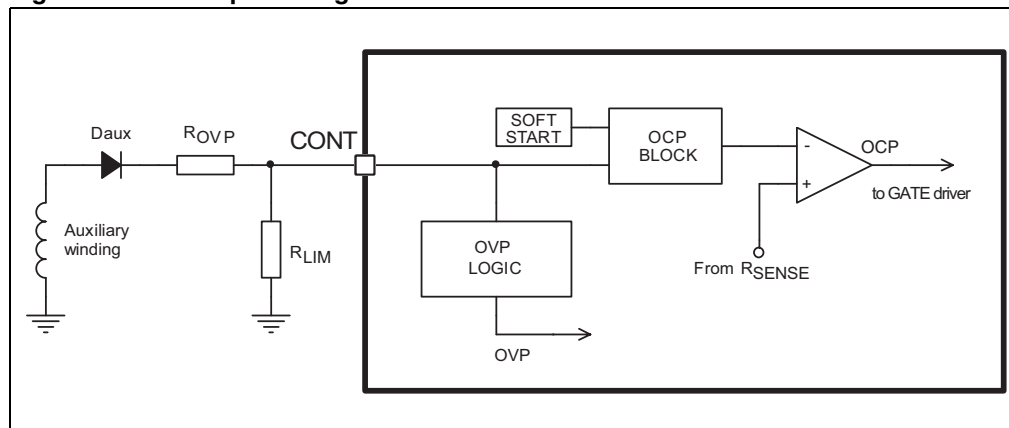 Daux
ROVP
CONT
SOFT
START
OCP
BLOCK
-
+
OCP
to GATE driver
Auxiliary
winding
RLIM
OVP
LOGIC
From RSENSE
OVP